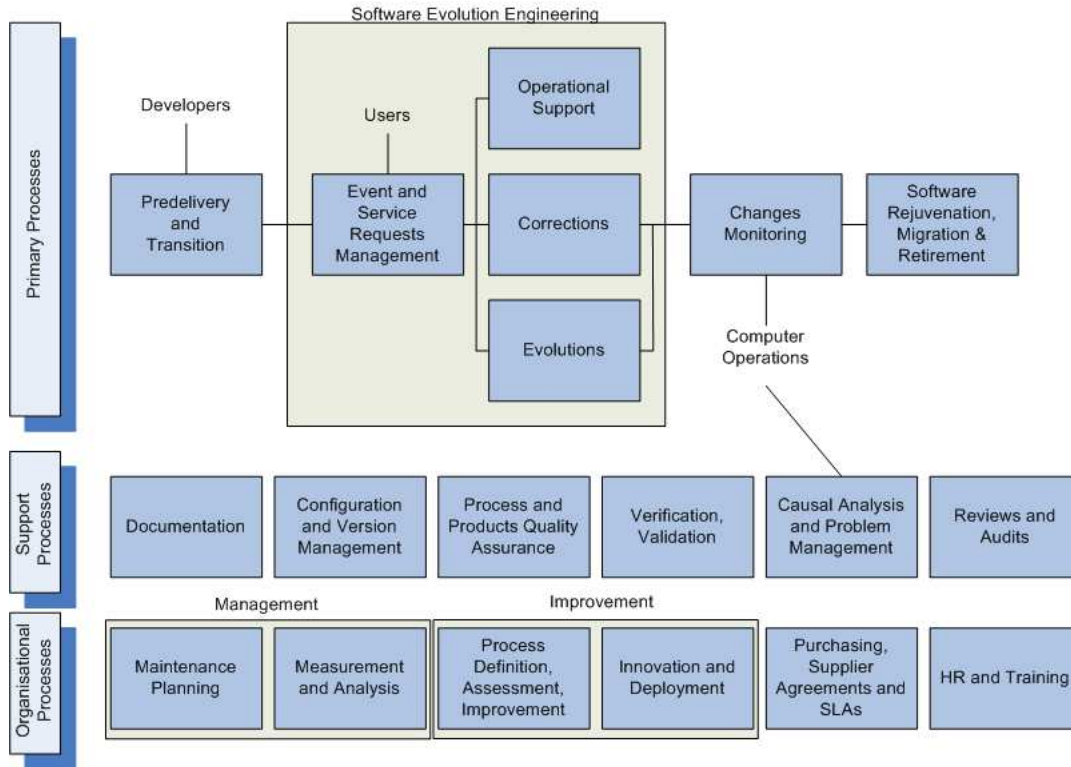 Software Evolution Engineering
Primary Processes
Developers
Users
Operational
Support
Predelivery
and
Transition
Event and
Service
Requests
Management
Corrections
Changes
Monitoring
Software
Rejuvenation,
Migration &
Retirement
Evolutions
Computer
Operations
Support
Processes
Documentation
Configuration
and Version
Management
Process and
Products Quality
Assurance
Verification,
Validation
Causal Analysis
and Problem
Management
Reviews and
Audits
Organisational
Processes
Management
Improvement
Maintenance
Planning
Measurement
and Analysis
Process
Definition,
Assessment,
Improvement
Innovation and
Deployment
Purchasing,
Supplier
Agreements and
SLAs
HR and Training